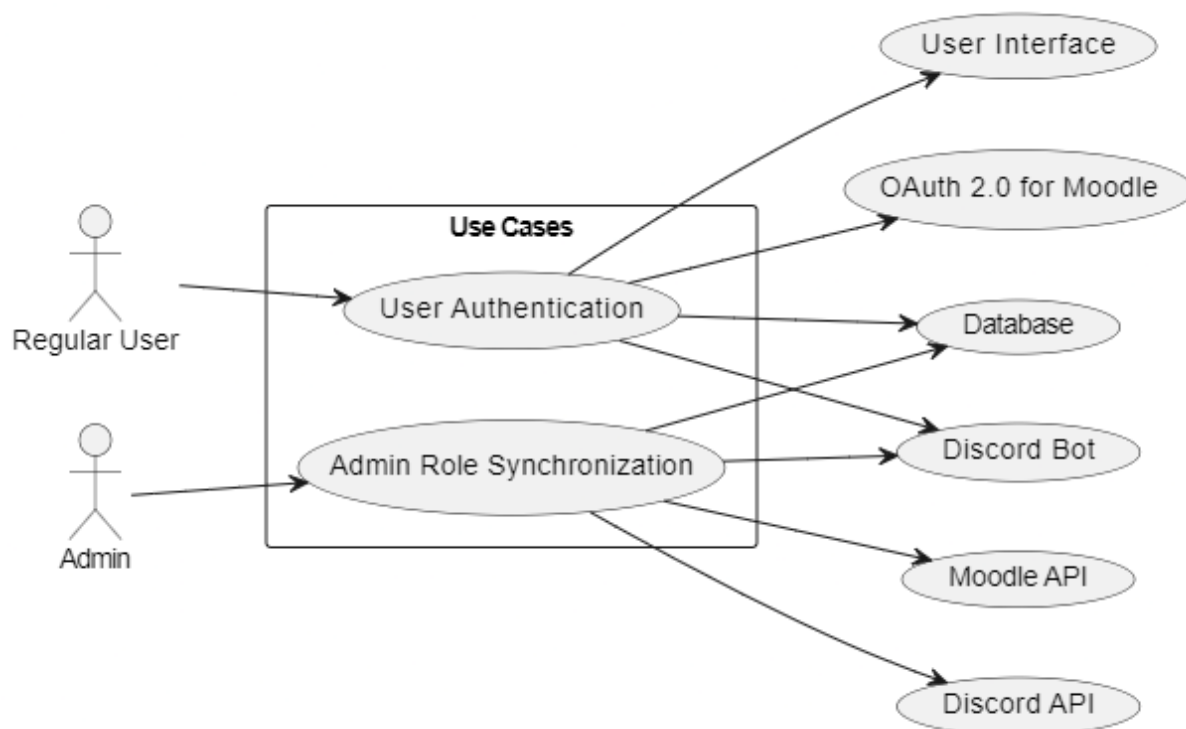 User Interface
OAuth 2.0 for Moodle
Use Cases
User Authentication
Regular User
Database
Discord Bot
Admin Role Synchronization
Admin
Moodle API
Discord API